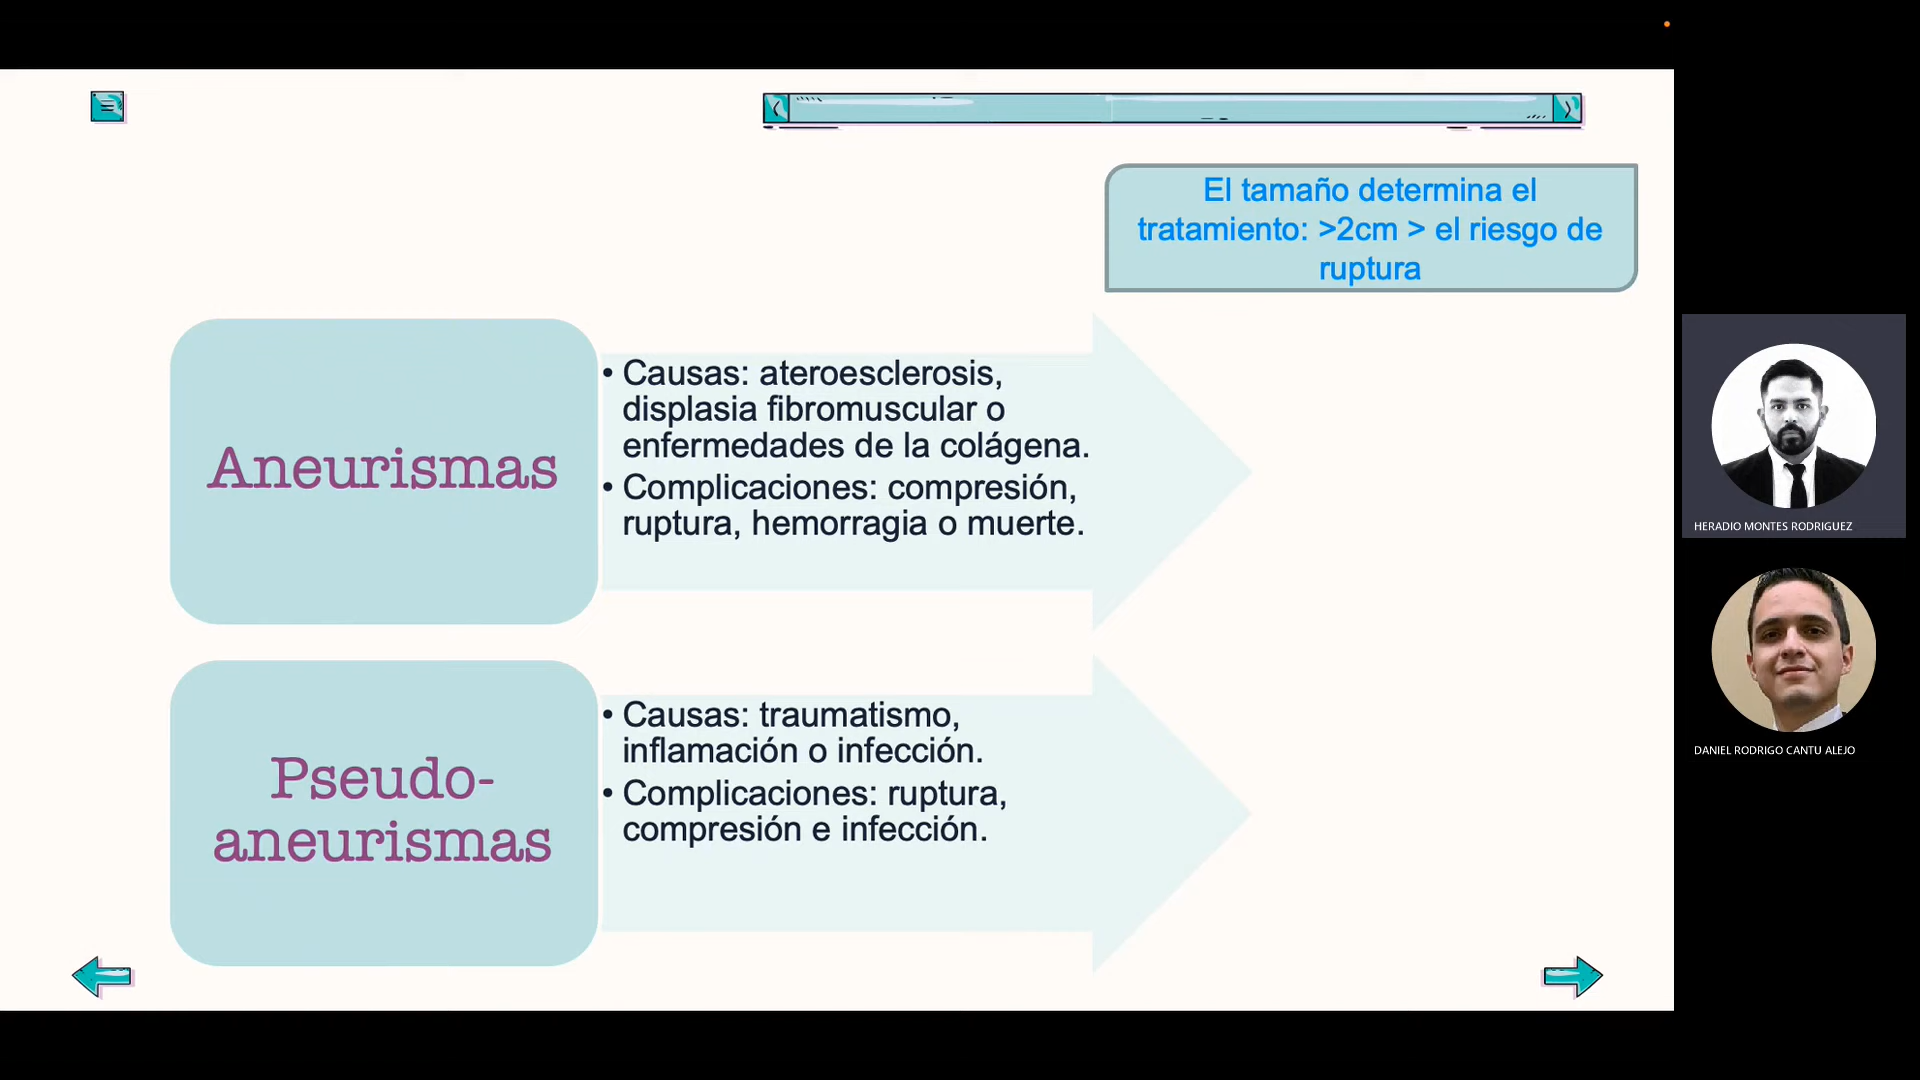 El tamaño determina el
tratamiento: >2cm > el riesgo de
ruptura
Aneurismas
• Causas: ateroesclerosis,
displasia fibromuscular o
enfermedades de la colágena.
• Complicaciones: compresión,
ruptura, hemorragia o muerte.
Pseudo-
aneurismas
• Causas: traumatismo,
inflamación o infección.
• Complicaciones: ruptura,
compresión e infección.
HERADIO MONTES RODRIGUEZ
DANIEL RODRIGO CANTU ALEJO